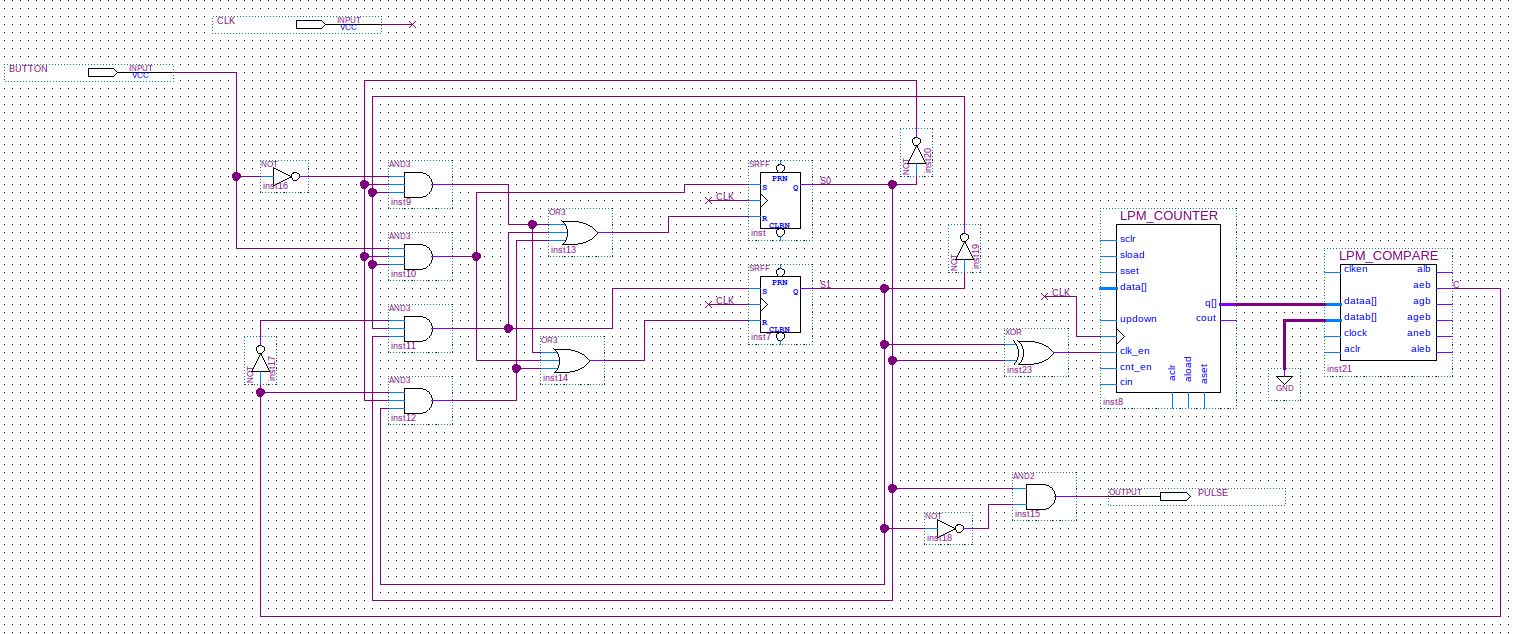 CLK INPUT
VCC
BUTTON INPUT
VCC
NOT
inst16
AND3
inst9
AND3
inst10
AND3
inst11
AND3
inst12
NOT
inst17
OR3
inst13
OR3
inst14
SRFF
PRN
S Q
CLK
R
CLRN
inst
S0
SRFF
PRN
S Q
CLK
R
CLRN
inst7
S1
NOT
inst20
NOT
inst19
XOR
inst23
CLK
LPM_COUNTER
sclr
sload
sset
data[]
q[]
updown
cout
clk_en
cnt_en
cin
aclr
aload
aset
inst8
LPM_COMPARE
clken alb
aeb
dataa[] agb
datab[] ageb
clock aneb
aclr aleb
inst21
C
GND
AND2
inst15
NOT
inst18
OUTPUT PULSE